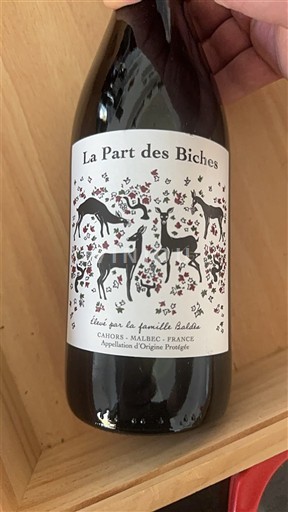 La Part des Biches
Élevé par la famille Baldès
CAHORS - MALBEC - FRANCE
Appellation d'Origine Protégée